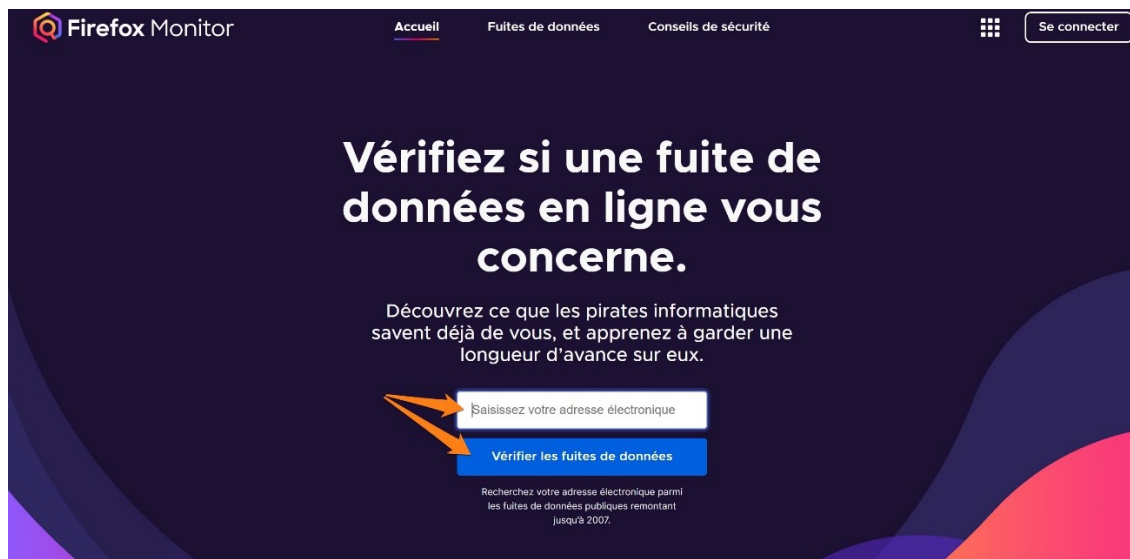 Firefox Monitor
Accueil
Fuites de données
Conseils de sécurité
Se connecter
Vérifiez si une fuite de
données en ligne vous
concerne.
Découvrez ce que les pirates informatiques
savent déjà de vous, et apprenez à garder une
longueur d'avance sur eux.
Saisissez votre adresse électronique
Vérifier les fuites de données
Recherchez votre adresse électronique parmi
les fuites de données publiques remontant
jusqu'à 2007.